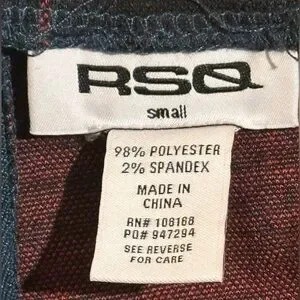 RSQ
small
98% POLYESTER
2% SPANDEX
MADE IN
CHINA
RN# 108168
PO# 947294
SEE REVERSE
FOR CARE